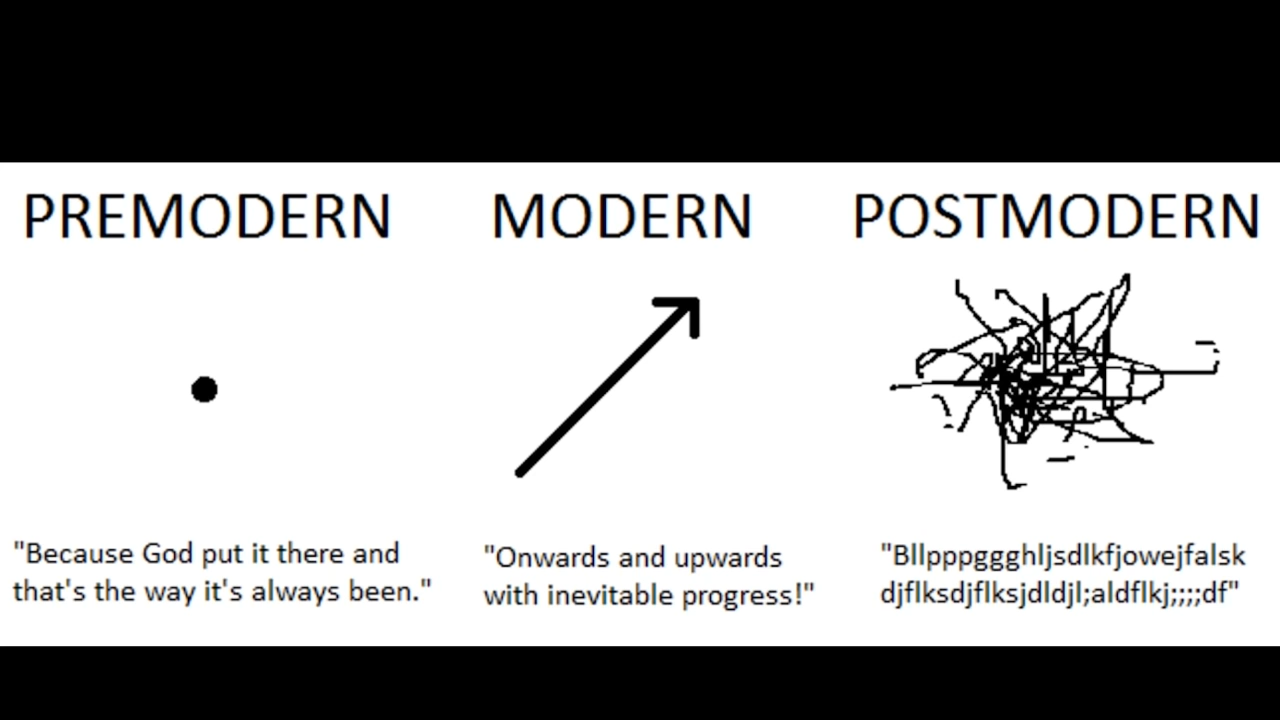 PREMODERN
MODERN
POSTMODERN
"Because God put it there and
that's the way it's always been."
"Onwards and upwards
with inevitable progress!"
"Bllpppggghljsdlkfjowejfalsk
djflksdjflksjdldjl;aldflkj;;;;df"